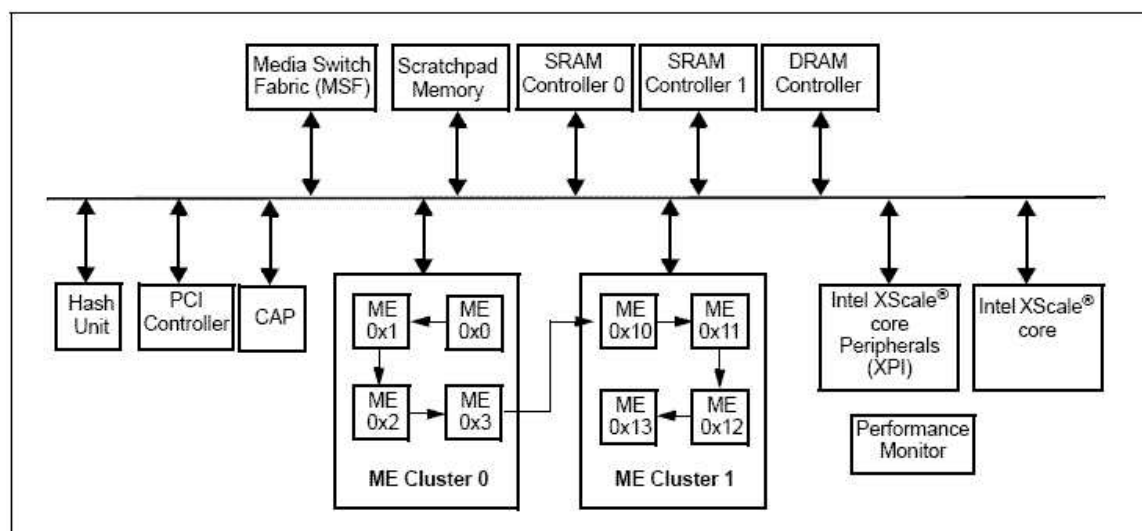 Media Switch
Fabric (MSF)
Scratchpad
Memory
SRAM
Controller 0
SRAM
Controller 1
DRAM
Controller
Hash
Unit
PCI
Controller
CAP
ME
0x1
ME
0x0
ME
0x2
ME
0x3
ME Cluster 0
ME
0x10
ME
0x11
ME
0x13
ME
0x12
ME Cluster 1
Intel XScale®
core
Peripherals
(XPI)
Intel XScale®
core
Performance
Monitor